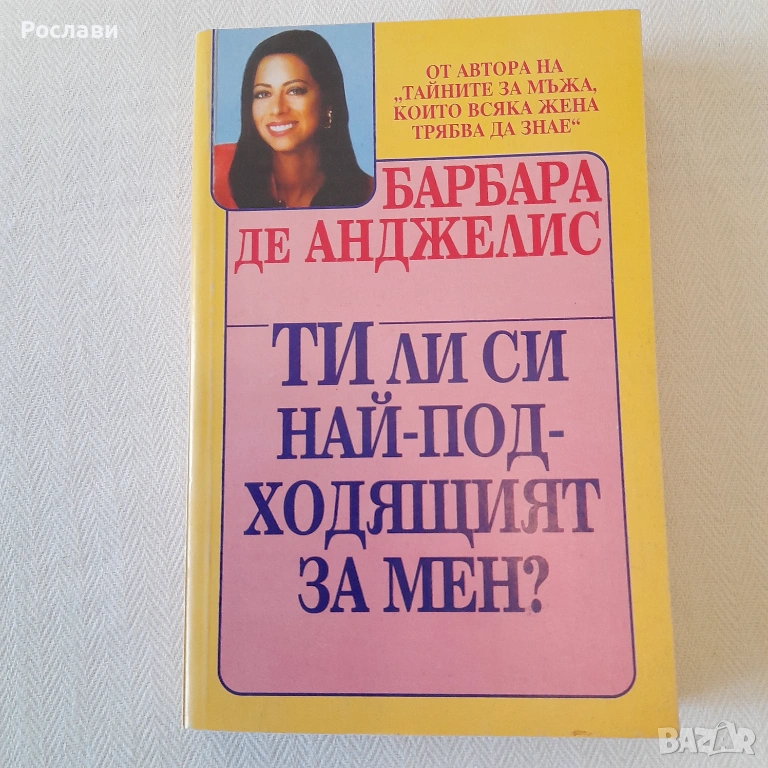 Рослави
ОТ АВТОРА НА
„ТАЙНИТЕ ЗА МЪЖА,
КОИТО ВСЯКА ЖЕНА
ТРЯБВА ДА ЗНАЕ“
БАРБАРА
ДЕ АНДЖЕЛИС
ТИ ЛИ СИ
НАЙ-ПОД-
ХОДЯЩИЯТ
ЗА МЕН?
BAZAR